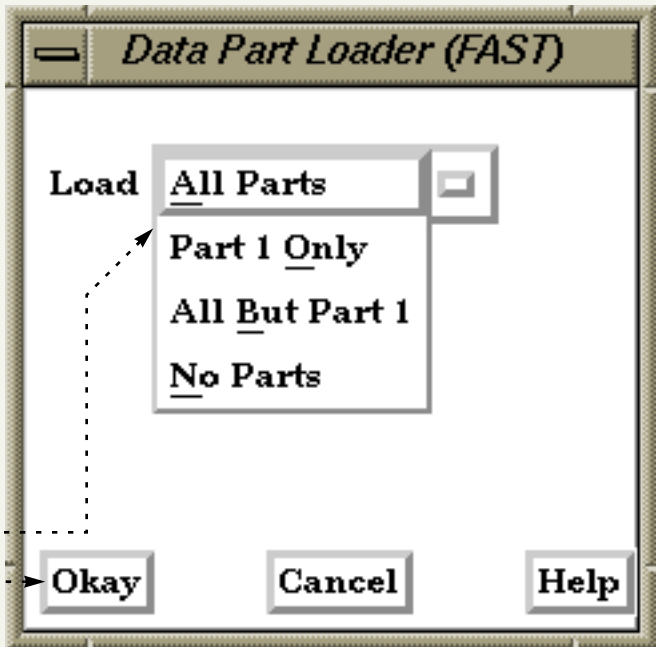 Data Part Loader (FAST)
Load All Parts
Part 1 Only
All But Part 1
No Parts
Okay Cancel Help